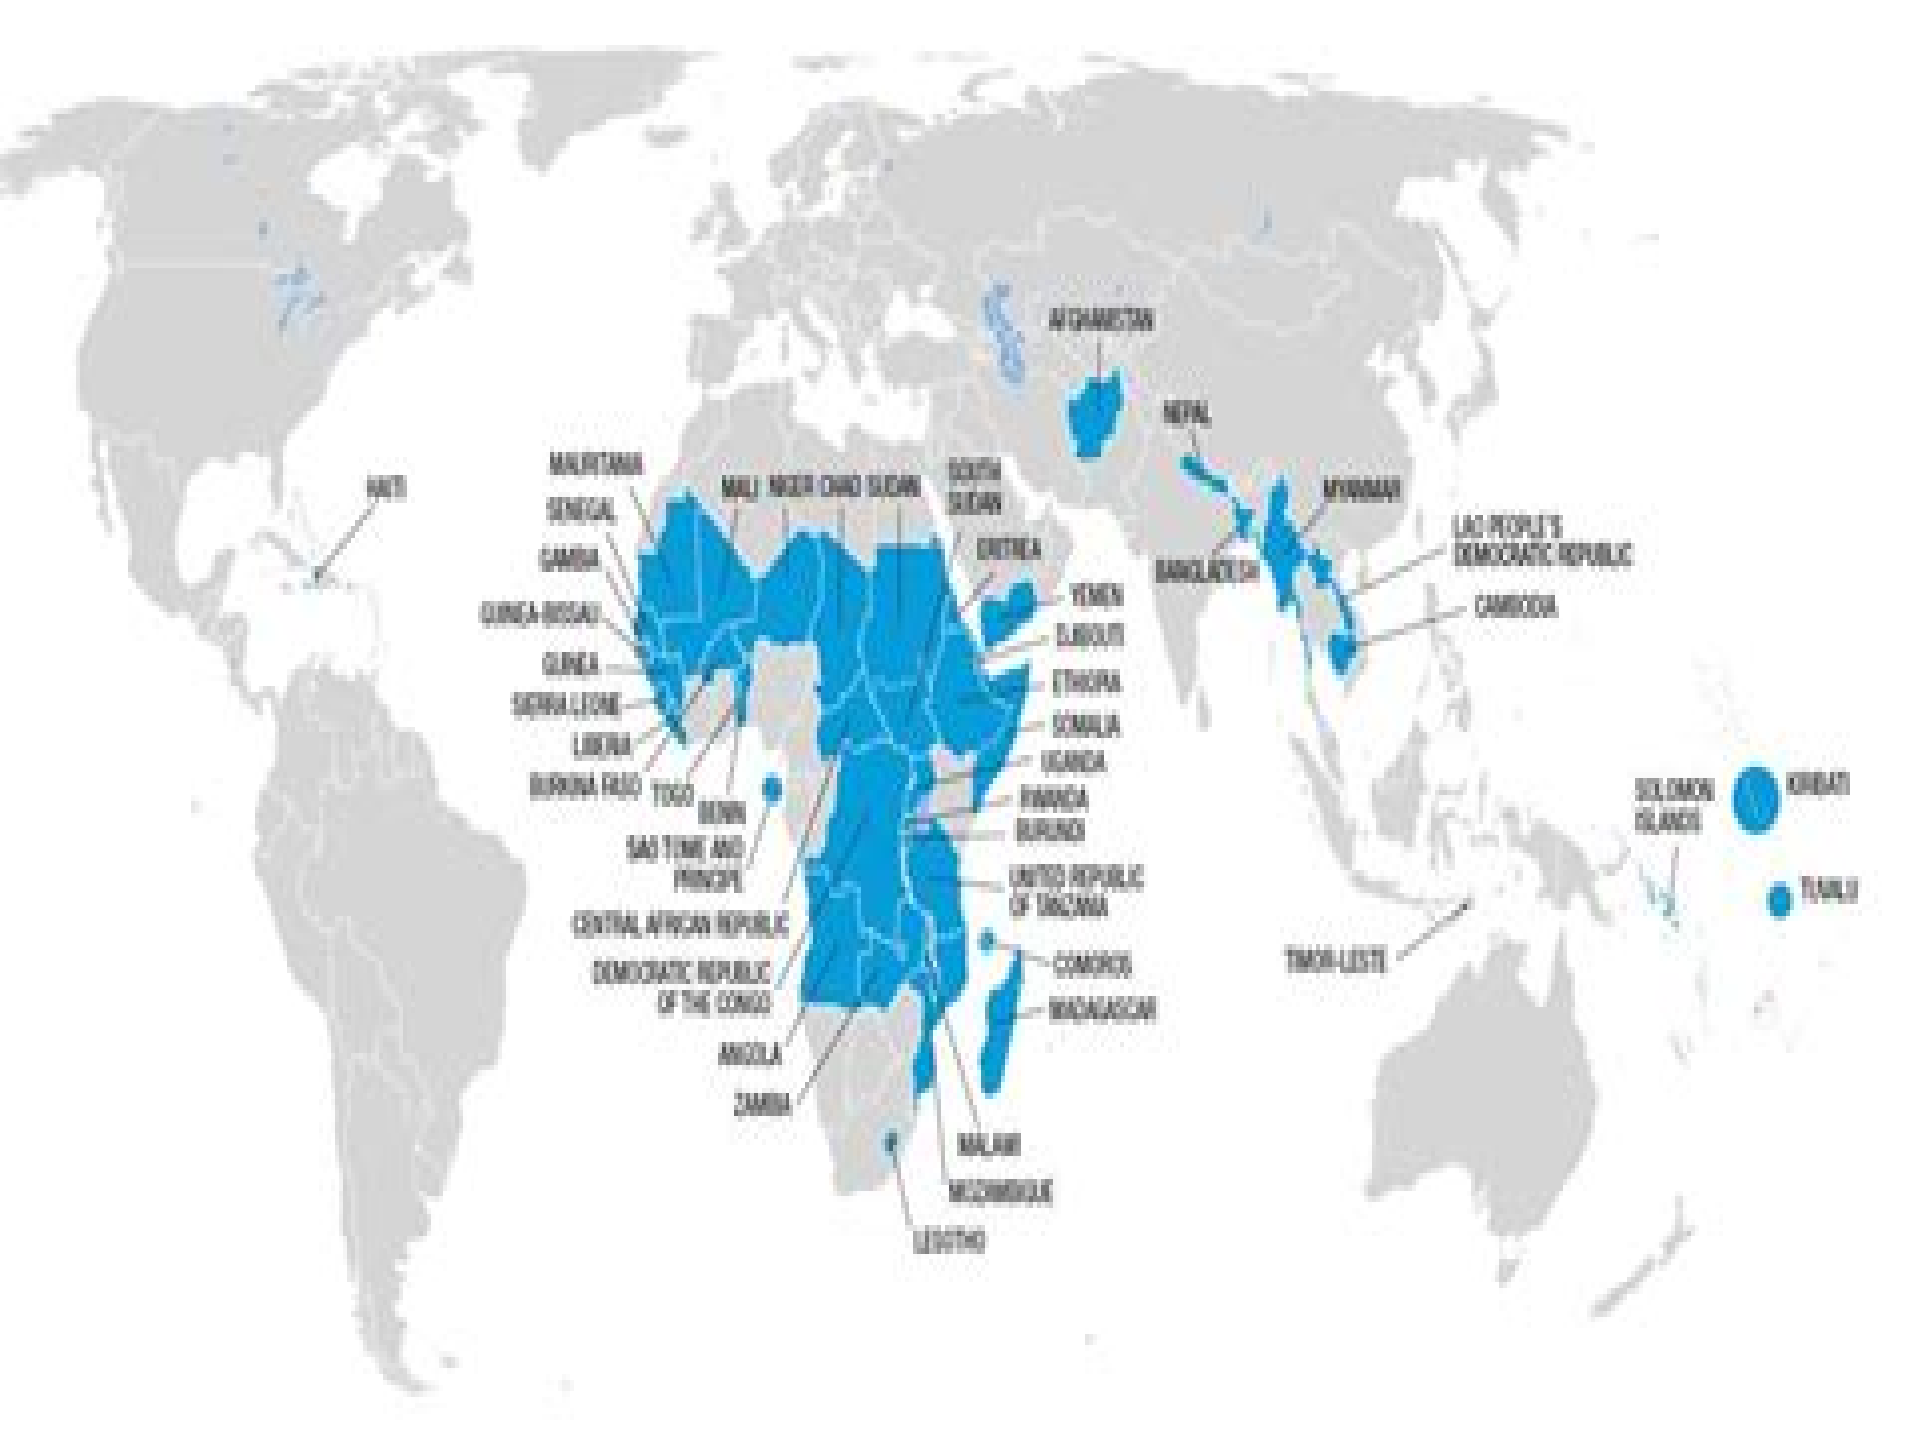 AFGHANISTAN
NEPAL
HAITI
MAURITANIA
MALI NIGER CHAD SUDAN
SOUTH
SUDAN
MYANMAR
SENEGAL
LAO PEOPLE'S
DEMOCRATIC REPUBLIC
ERITREA
GAMBIA
BANGLADESH
YEMEN
CAMBODIA
GUINEA-BISSAU
DJIBOUTI
GUINEA
ETHIOPIA
SIERRA LEONE
SOMALIA
LIBERIA
UGANDA
BURKINA FASO
TOGO
BENIN
RWANDA
BURUNDI
SOLOMON
ISLANDS
KIRIBATI
SAO TOME AND
PRINCIPE
UNITED REPUBLIC
OF TANZANIA
TUVALU
CENTRAL AFRICAN REPUBLIC
COMOROS
TIMOR-LESTE
DEMOCRATIC REPUBLIC
OF THE CONGO
MADAGASCAR
ANGOLA
ZAMBIA
MALAWI
MOZAMBIQUE
LESOTHO